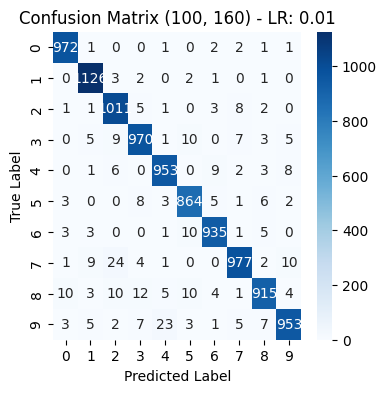 Confusion Matrix (100, 160) - LR: 0.01
0 972 1 0 0 1 0 2 2 1 1
1 0 1126 3 2 0 2 1 0 1 0
2 1 1 1011 5 1 0 3 8 2 0
3 0 5 9 970 1 10 0 7 3 5
4 0 1 6 0 953 0 9 2 3 8
5 3 0 0 8 3 864 5 1 6 2
6 3 3 0 0 1 10 935 1 5 0
7 1 9 24 4 1 0 0 977 2 10
8 10 3 10 12 5 10 4 1 915 4
9 3 5 2 7 23 3 1 5 7 953
0 1 2 3 4 5 6 7 8 9
Predicted Label
True Label
1000
800
600
400
200
0